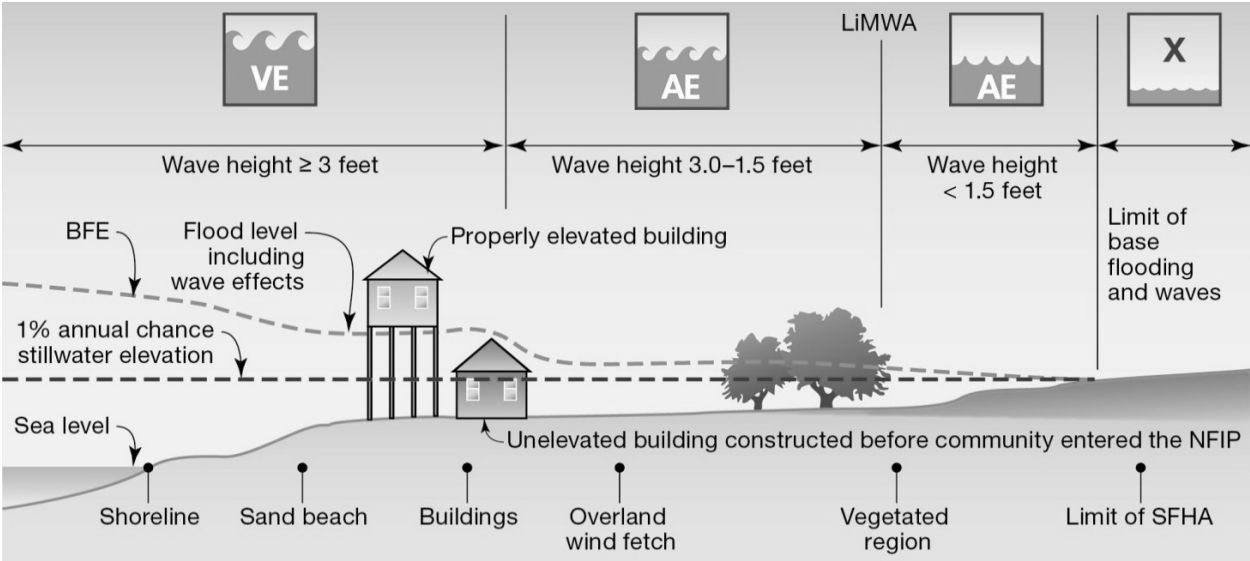 LiMWA
VE
AE
AE
X
Wave height ≥ 3 feet
Wave height 3.0–1.5 feet
Wave height
< 1.5 feet
BFE
Flood level
including
wave effects
Properly elevated building
Limit of
base
flooding
and waves
1% annual chance
stillwater elevation
Sea level
Unelevated building constructed before community entered the NFIP
Shoreline
Sand beach
Buildings
Overland
wind fetch
Vegetated
region
Limit of SFHA